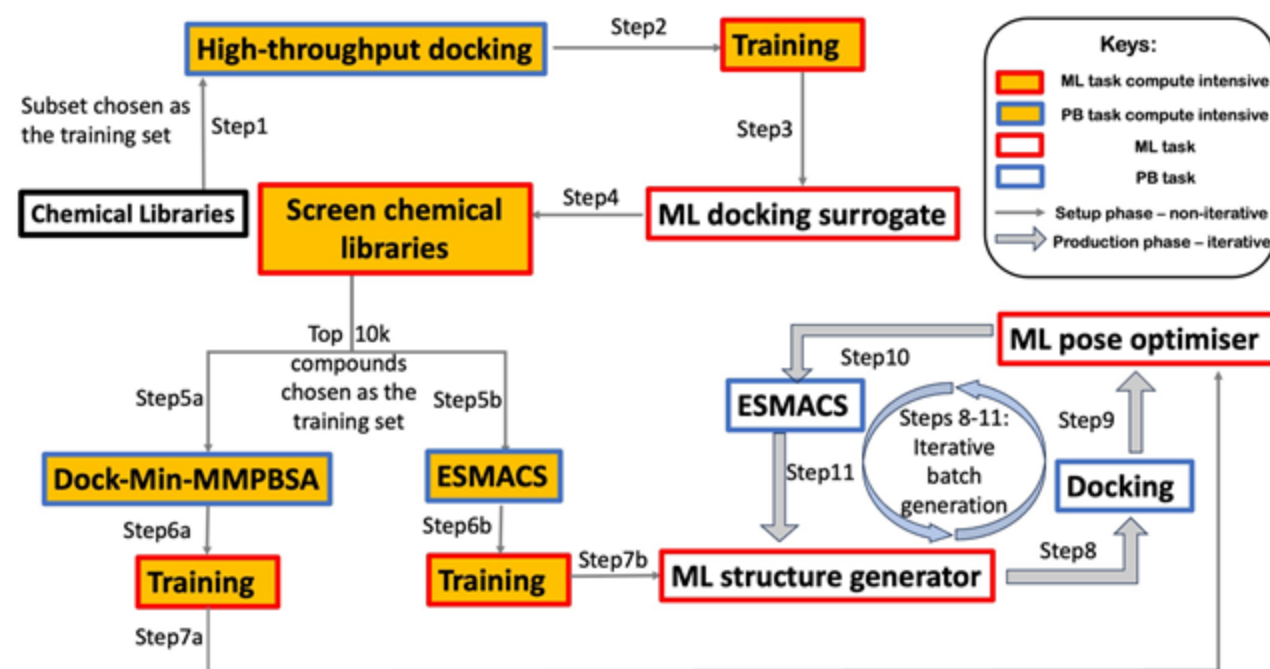 High-throughput docking
Step2
Training
Subset chosen as
the training set
Step1
Step3
Chemical Libraries
Screen chemical
libraries
Step4
ML docking surrogate
Keys:
ML task compute intensive
PB task compute intensive
ML task
PB task
Setup phase – non-iterative
Production phase – iterative
Top 10k
compounds
chosen as the
training set
Step5a
Step5b
Dock-Min-MMPBSA
ESMACS
Step6a
Step6b
Training
Training
Step7a
Step7b
ML structure generator
Step8
Docking
Step9
ML pose optimiser
Step10
ESMACS
Step11
Steps 8-11:
Iterative
batch
generation